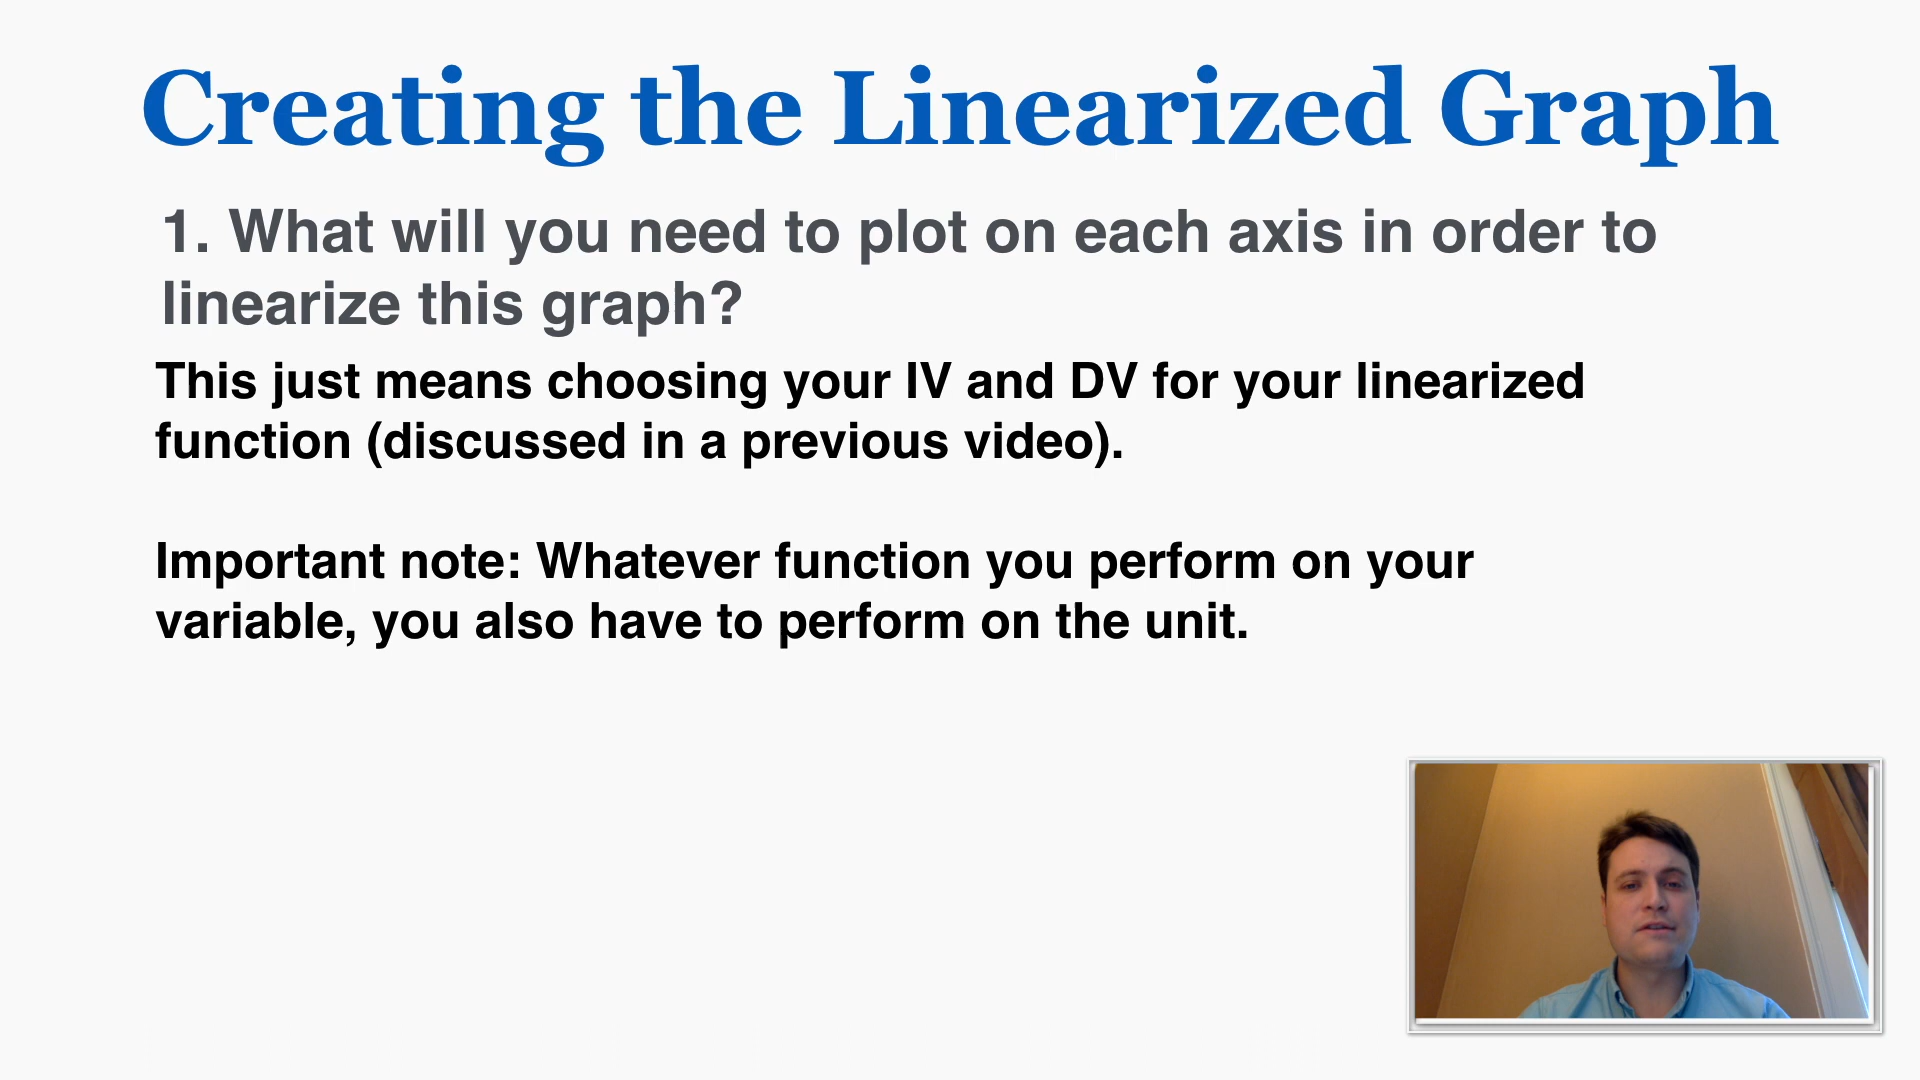 Creating the Linearized Graph
1. What will you need to plot on each axis in order to
linearize this graph?
This just means choosing your IV and DV for your linearized
function (discussed in a previous video).
Important note: Whatever function you perform on your
variable, you also have to perform on the unit.